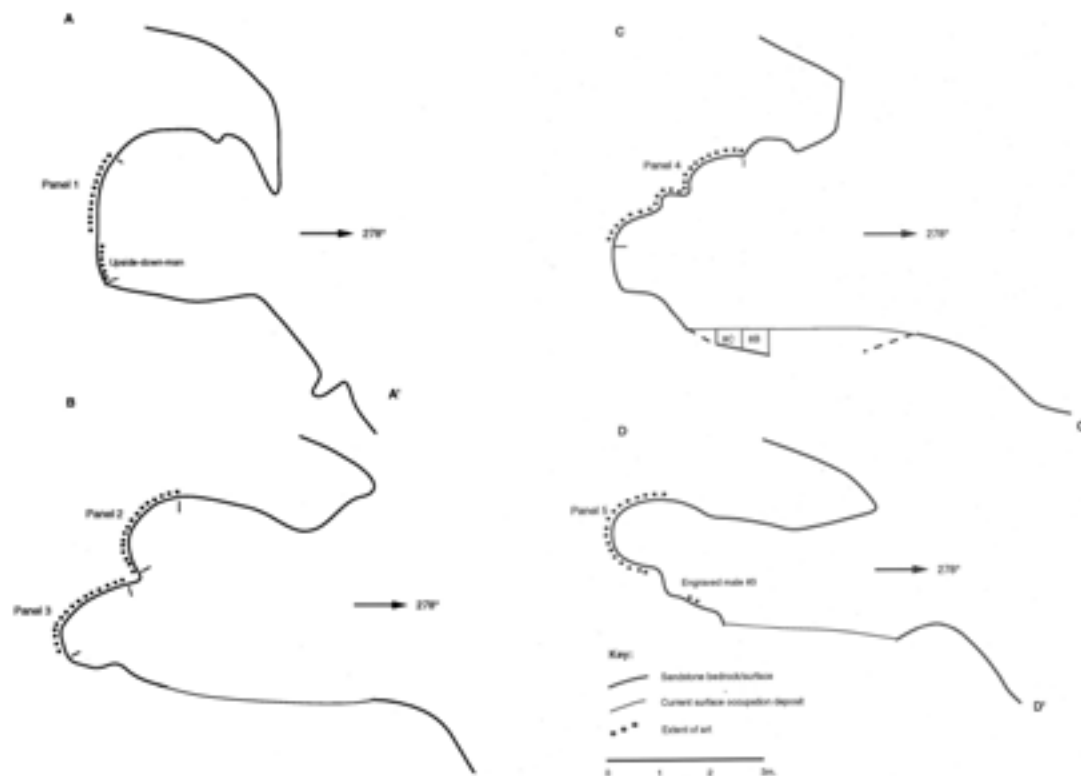 A
Panel 1
278°
Upside-down-man
A'
B
Panel 2
Panel 3
278°
C
Panel 4
278°
D
Panel 5
278°
Engraved male #9
D'
Key:
Sandstone bedrock/surface
Current surface occupation deposit
Extent of art
0 1 2 3m.